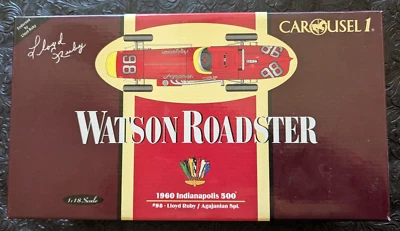 Lloyd Ruby
CAROUSEL 1®
98
98
WATSON ROADSTER
1960 Indianapolis 500®
#98 - Lloyd Ruby / Agajanian Spl.
1:18 Scale